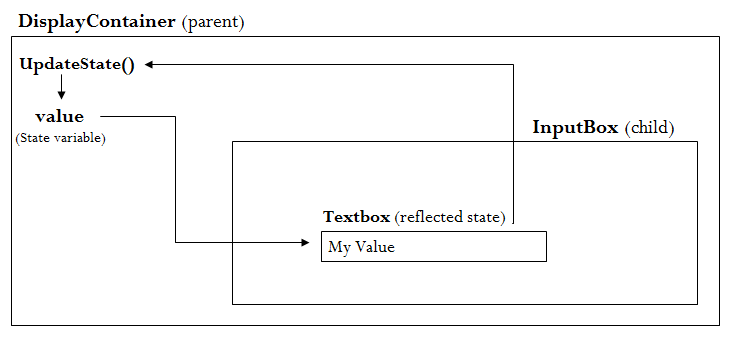 DisplayContainer (parent)
UpdateState()
value
(State variable)
InputBox (child)
Textbox (reflected state)
My Value